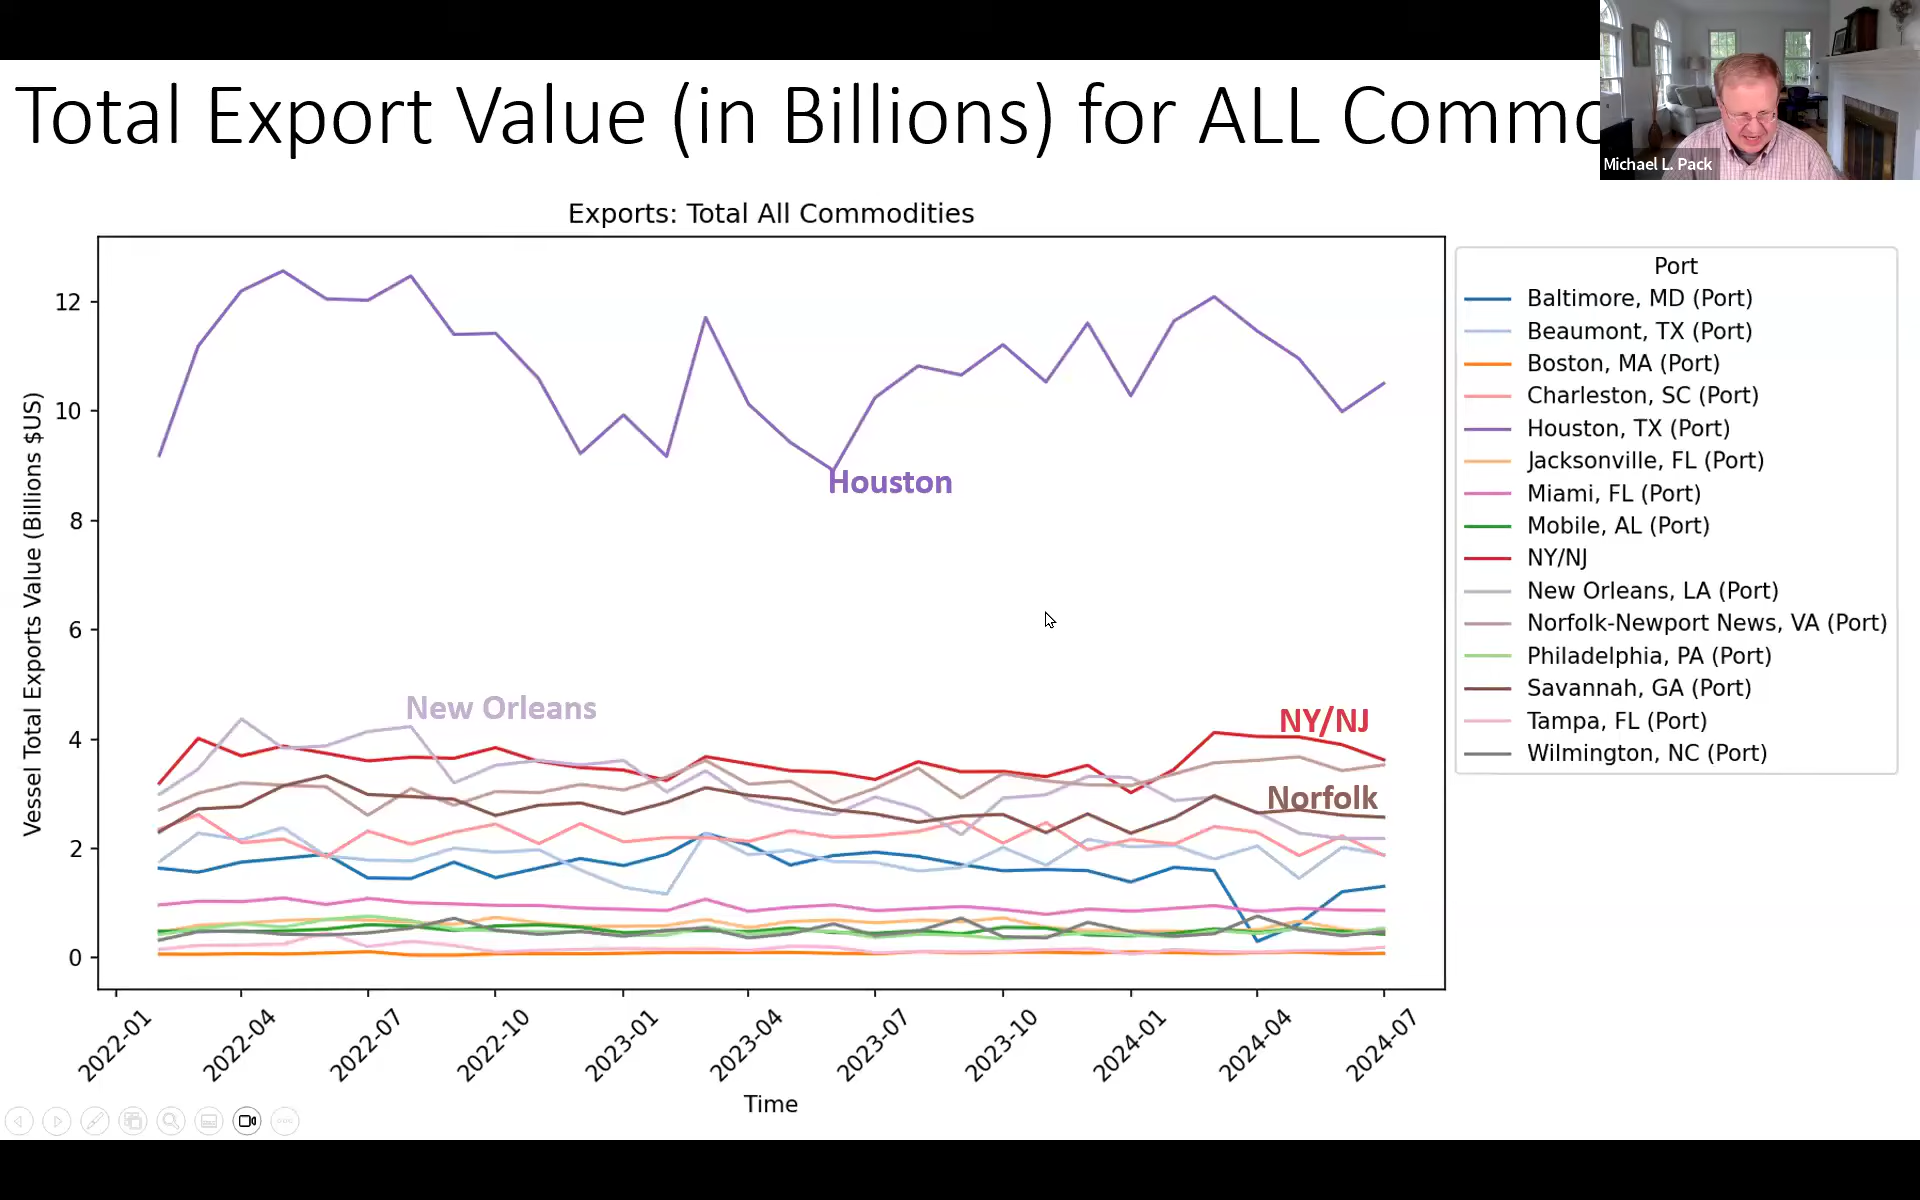 Total Export Value (in Billions) for ALL Commo
Michael L. Pack
Exports: Total All Commodities
Vessel Total Exports Value (Billions $US)
12
10
8
6
4
2
0
Houston
New Orleans
NY/NJ
Norfolk
2022-01
2022-04
2022-07
2022-10
2023-01
2023-04
2023-07
2023-10
2024-01
2024-04
2024-07
Time
Port
Baltimore, MD (Port)
Beaumont, TX (Port)
Boston, MA (Port)
Charleston, SC (Port)
Houston, TX (Port)
Jacksonville, FL (Port)
Miami, FL (Port)
Mobile, AL (Port)
NY/NJ
New Orleans, LA (Port)
Norfolk-Newport News, VA (Port)
Philadelphia, PA (Port)
Savannah, GA (Port)
Tampa, FL (Port)
Wilmington, NC (Port)